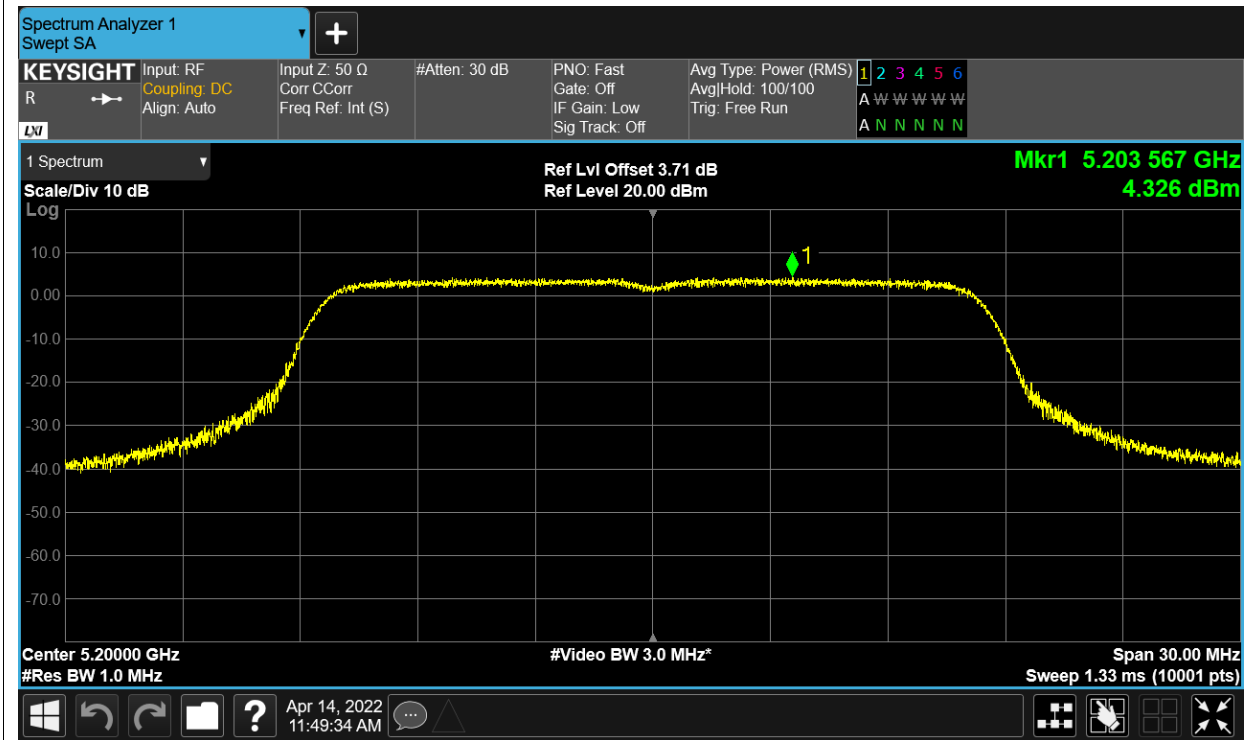 Spectrum Analyzer 1
Swept SA
KEYSIGHT
R
LXI
Input: RF
Coupling: DC
Align: Auto
Input Z: 50 Ω
Corr CCorr
Freq Ref: Int (S)
#Atten: 30 dB
PNO: Fast
Gate: Off
IF Gain: Low
Sig Track: Off
Avg Type: Power (RMS)
Avg|Hold: 100/100
Trig: Free Run
1 2 3 4 5 6
A W W W W W
A N N N N N
1 Spectrum
Scale/Div 10 dB
Log
Ref Lvl Offset 3.71 dB
Ref Level 20.00 dBm
Mkr1 5.203 567 GHz
4.326 dBm
1
10.0
0.00
-10.0
-20.0
-30.0
-40.0
-50.0
-60.0
-70.0
Center 5.20000 GHz
#Res BW 1.0 MHz
#Video BW 3.0 MHz*
Span 30.00 MHz
Sweep 1.33 ms (10001 pts)
?
Apr 14, 2022
11:49:34 AM